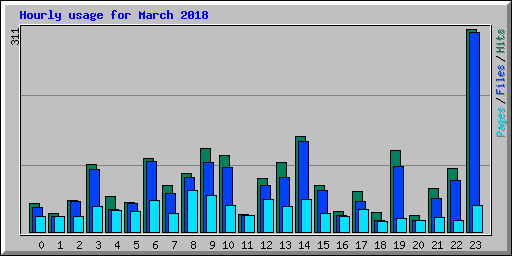 Hourly usage for March 2018
311
Pages / Files / Hits
0 1 2 3 4 5 6 7 8 9 10 11 12 13 14 15 16 17 18 19 20 21 22 23